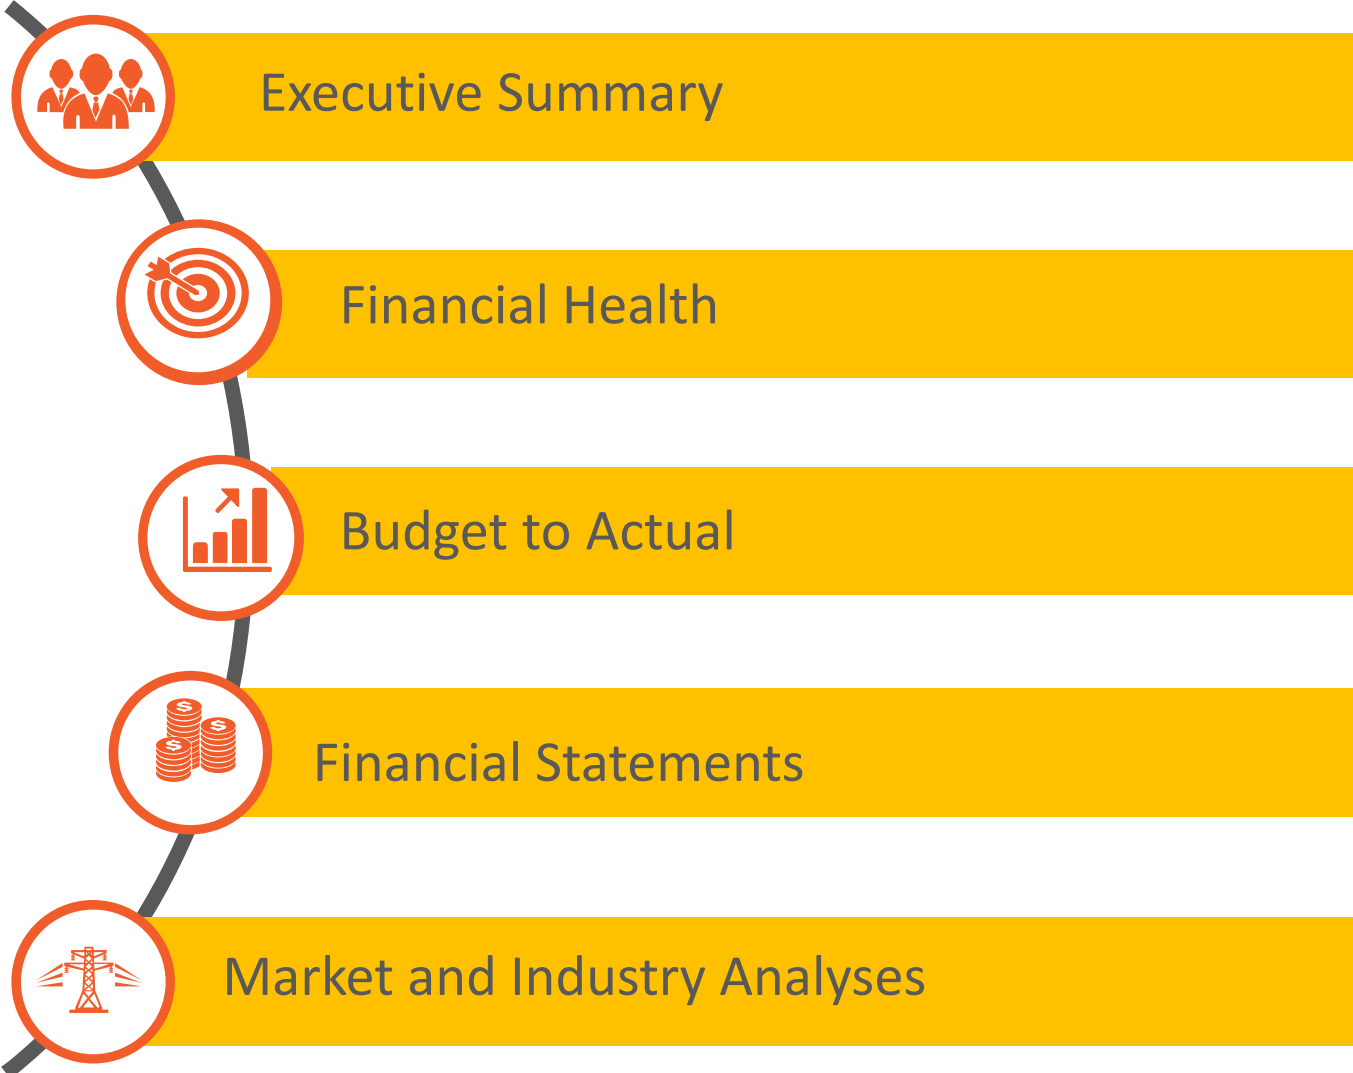 Executive Summary
Financial Health
Budget to Actual
Financial Statements
Market and Industry Analyses